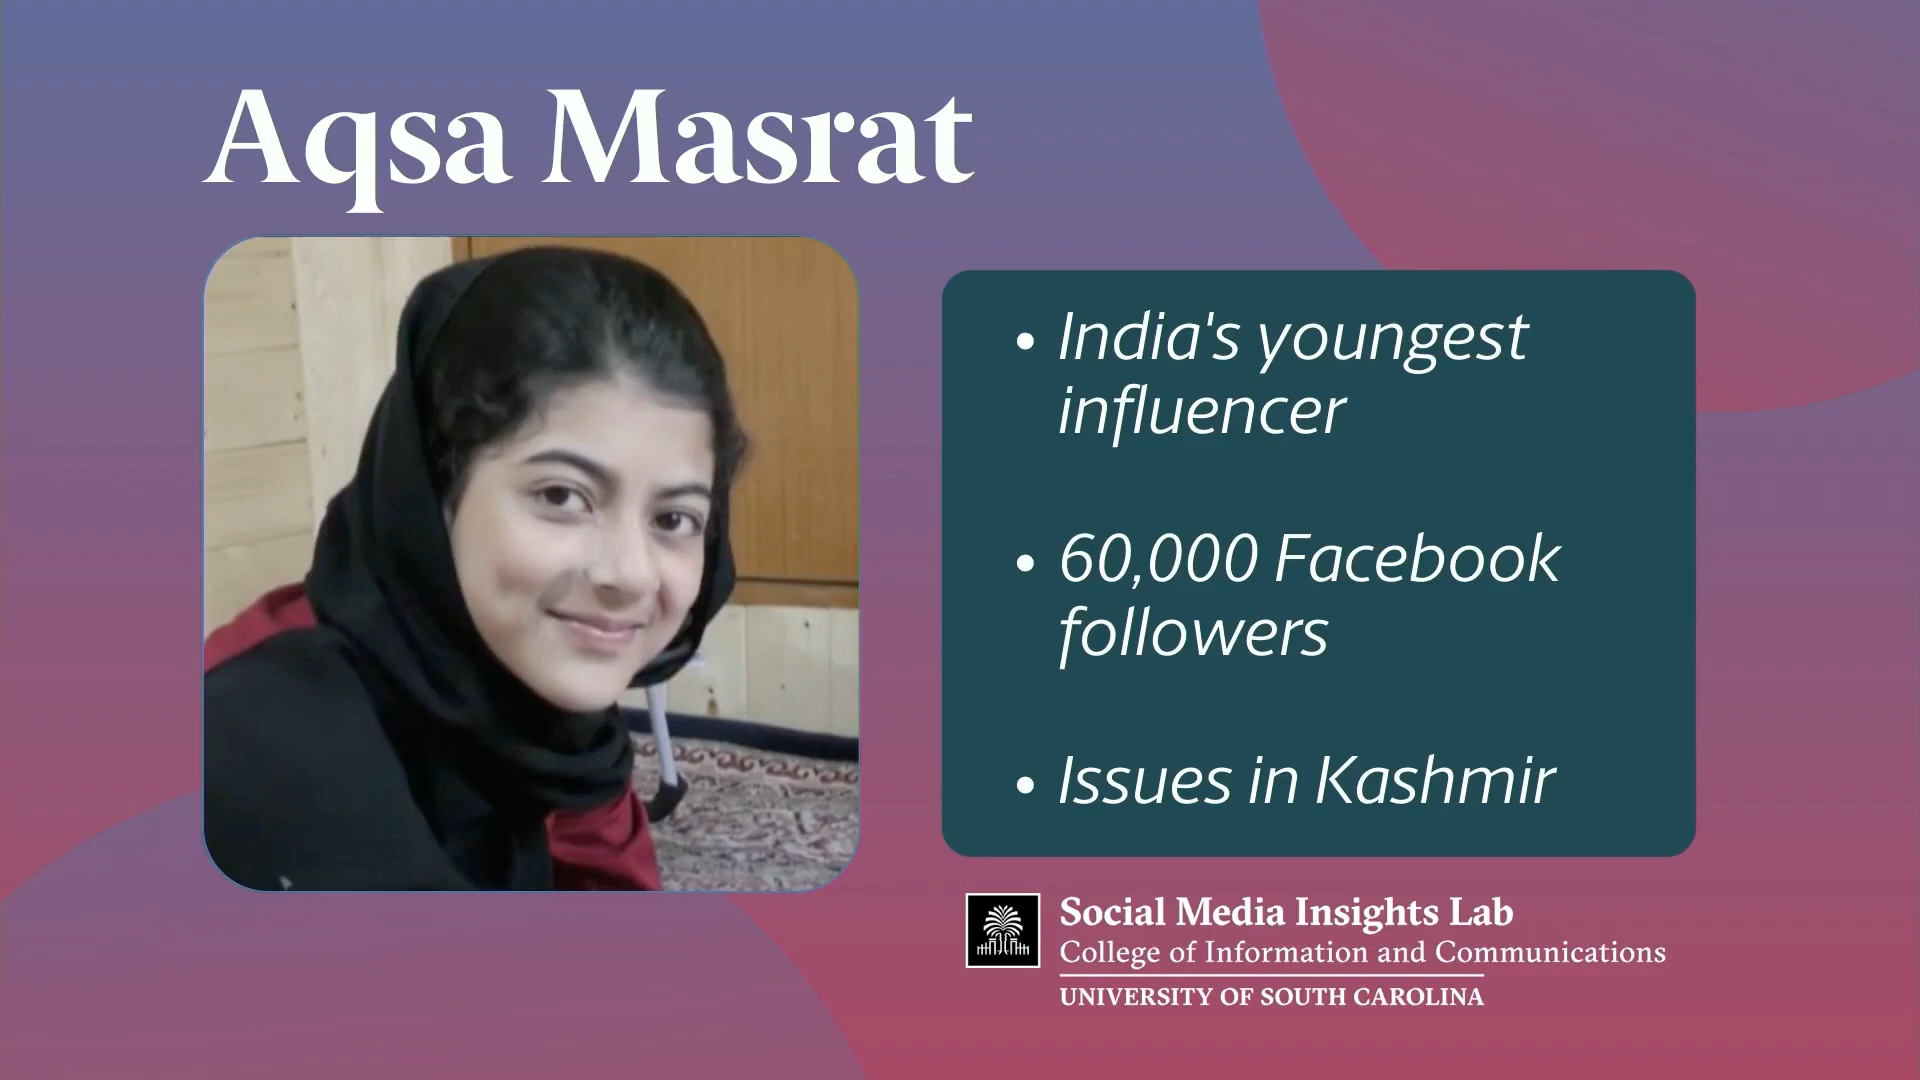 Aqsa Masrat
• India's youngest
influencer
• 60,000 Facebook
followers
• Issues in Kashmir
Social Media Insights Lab
College of Information and Communications
UNIVERSITY OF SOUTH CAROLINA